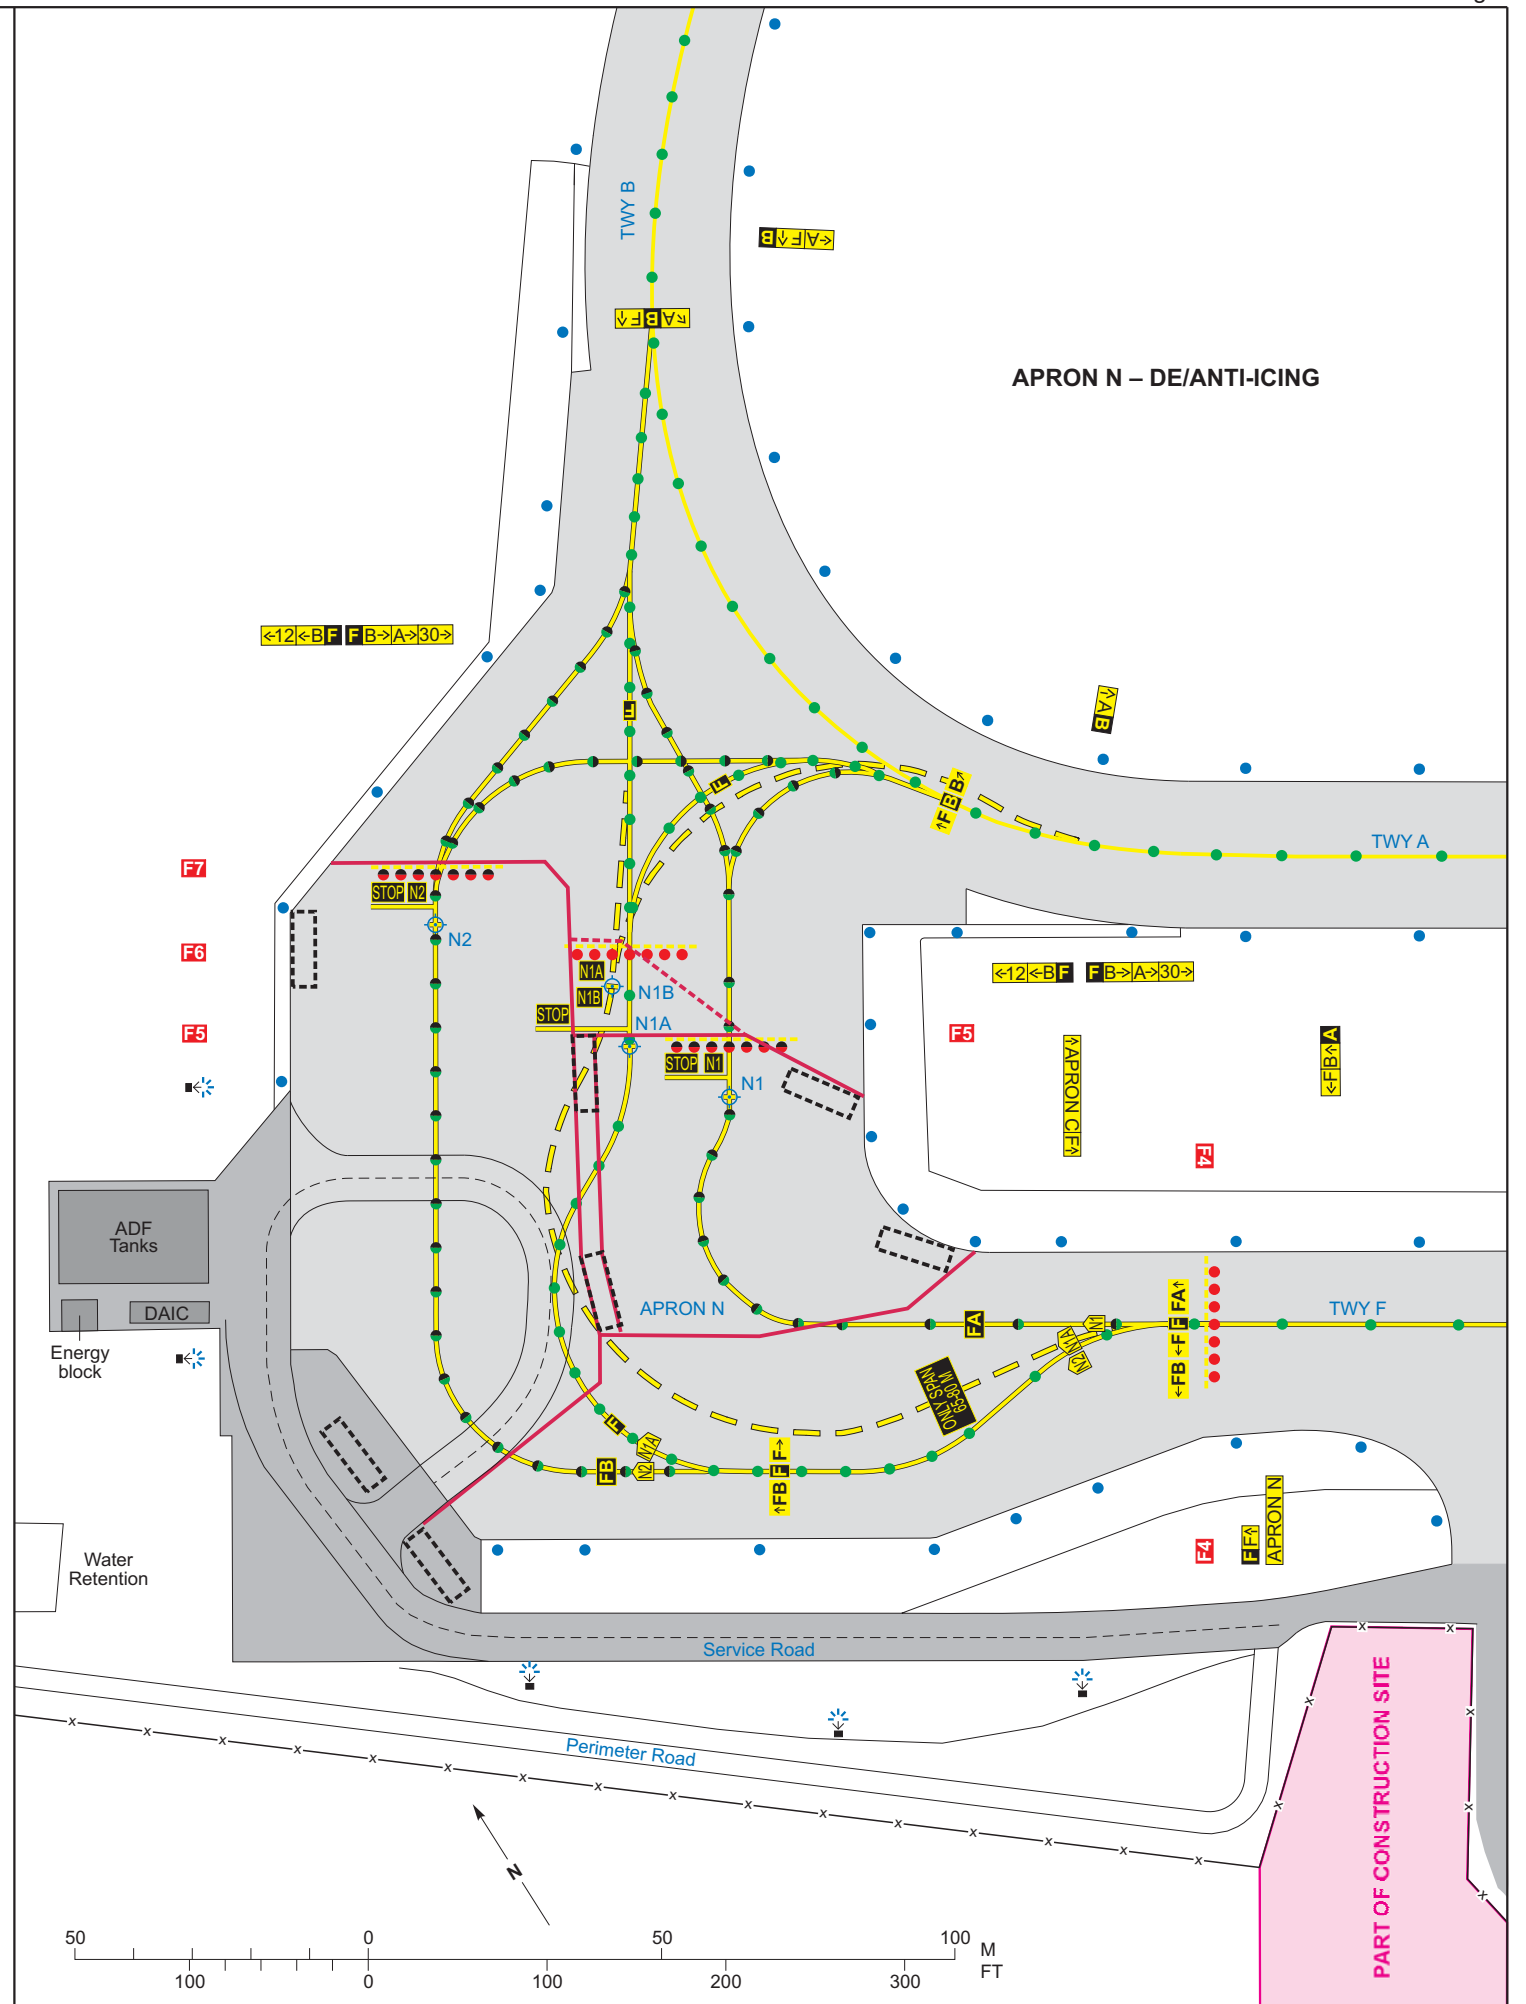 TWY B
B F A
F B A
APRON N – DE/ANTI-ICING
←12 ←B F F B→ A→ 30→
F
A B
F
F B B
TWY A
F7
STOP N2
N2
F6
N1A
N1B
N1B
←12 ←B F F B→ A→ 30→
STOP
N1A
F5
F5
STOP N1
N1
APRON C F
←F B A
F4
ADF
Tanks
DAIC
APRON N
FA
N1
N1A
N2
←FB ←F F FA↑
TWY F
Energy
block
ONLY SPAN
65-80 M
F
N1A
FB
N2
↑FB F F→
F4
F F↑
APRON N
Water
Retention
Service Road
Perimeter Road
PART OF CONSTRUCTION SITE
N
50 0 50 100 M
100 0 100 200 300 FT